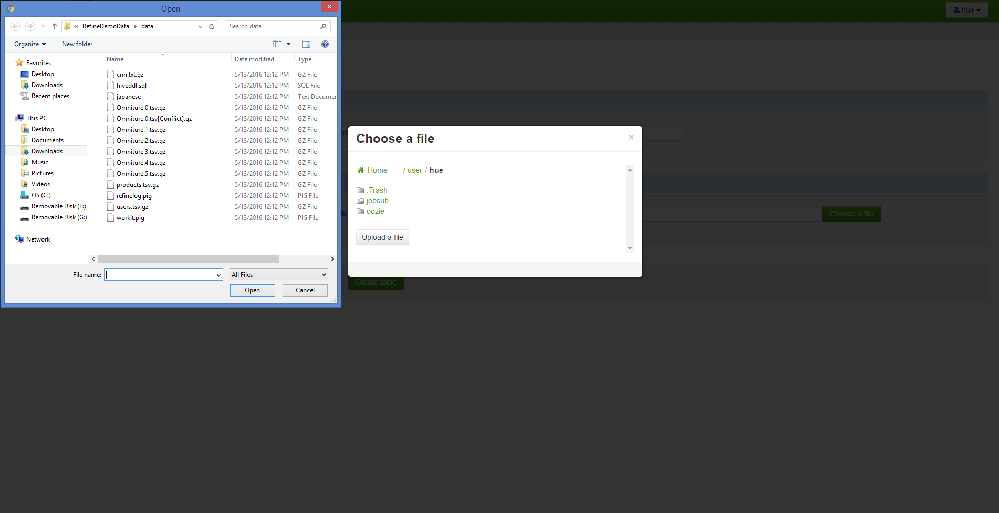 Open
« RefineDemoData data
Search data
Organize New folder
Name Date modified Type
Favorites
Desktop
Downloads
Recent places
This PC
Desktop
Documents
Downloads
Music
Pictures
Videos
OS (C:)
Removable Disk (E:)
Removable Disk (G:)
Network
cnn.txt.gz 5/13/2016 12:12 PM GZ File
hiveddl.sql 5/13/2016 12:12 PM SQL File
japanese 5/13/2016 12:12 PM Text Documen
Omniture.0.tsv.gz 5/13/2016 12:12 PM GZ File
Omniture.0.tsv[Conflict].gz 5/13/2016 12:12 PM GZ File
Omniture.1.tsv.gz 5/13/2016 12:12 PM GZ File
Omniture.2.tsv.gz 5/13/2016 12:12 PM GZ File
Omniture.3.tsv.gz 5/13/2016 12:12 PM GZ File
Omniture.4.tsv.gz 5/13/2016 12:12 PM GZ File
Omniture.5.tsv.gz 5/13/2016 12:12 PM GZ File
products.tsv.gz 5/13/2016 12:12 PM GZ File
refinelog.pig 5/13/2016 12:12 PM PIG File
users.tsv.gz 5/13/2016 12:12 PM GZ File
workit.pig 5/13/2016 12:12 PM PIG File
File name: All Files
Open Cancel
hue
Choose a file ×
Home / user / hue
.Trash
jobsub
oozie
Upload a file
Choose a file
Create table